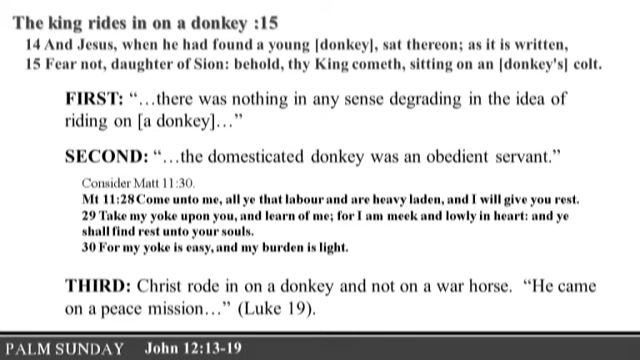 The king rides in on a donkey :15
14 And Jesus, when he had found a young [donkey], sat thereon; as it is written,
15 Fear not, daughter of Sion: behold, thy King cometh, sitting on an [donkey's] colt.
FIRST: “…there was nothing in any sense degrading in the idea of
riding on [a donkey]…”
SECOND: “…the domesticated donkey was an obedient servant.”
Consider Matt 11:30.
Mt 11:28 Come unto me, all ye that labour and are heavy laden, and I will give you rest.
29 Take my yoke upon you, and learn of me; for I am meek and lowly in heart: and ye
shall find rest unto your souls.
30 For my yoke is easy, and my burden is light.
THIRD: Christ rode in on a donkey and not on a war horse. “He came
on a peace mission…” (Luke 19).
PALM SUNDAY John 12:13-19